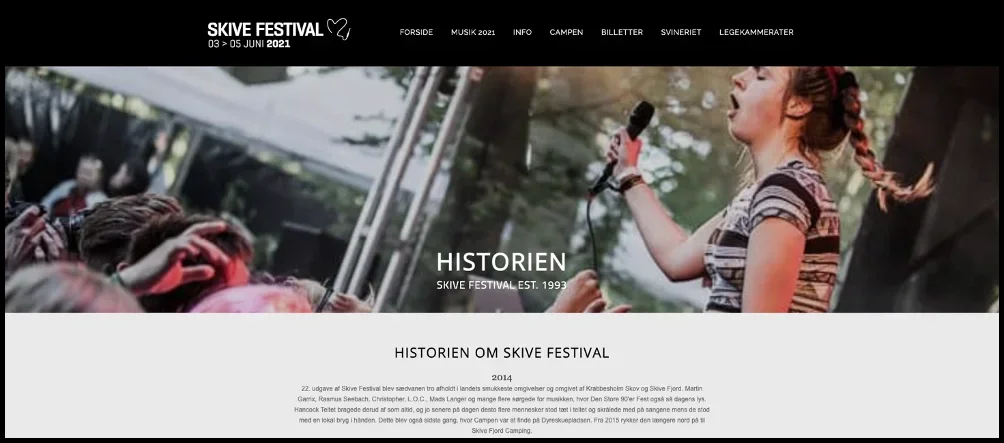 SKIVE FESTIVAL
03 > 05 JUNI 2021
FORSIDE MUSIK 2021 INFO CAMPEN BILLETTER SVINERIET LEGEKAMMERATER
HISTORIEN
SKIVE FESTIVAL EST. 1993
HISTORIEN OM SKIVE FESTIVAL
2014
22. udgave af Skive Festival blev sædvanen tro afholdt i landets smukkeste omgivelser og omgivet af Krabbesholm Skov og Skive Fjord. Martin
Garrix, Rasmus Seebach, Christopher, L.O.C., Mads Langer og mange flere sørgede for musikken, hvor Den Store 90'er Fest også så dagens lys.
Hancock Teltet bragede derud af som altid, og jo senere på dagen desto flere mennesker stod tæt i teltet og skrålede med på sangene mens de stod
med en lokal bryg i hånden. Dette blev også sidste gang, hvor Campen var at finde på Dyreskuepladsen. Fra 2015 rykker den længere nord på til
Skive Fjord Camping.